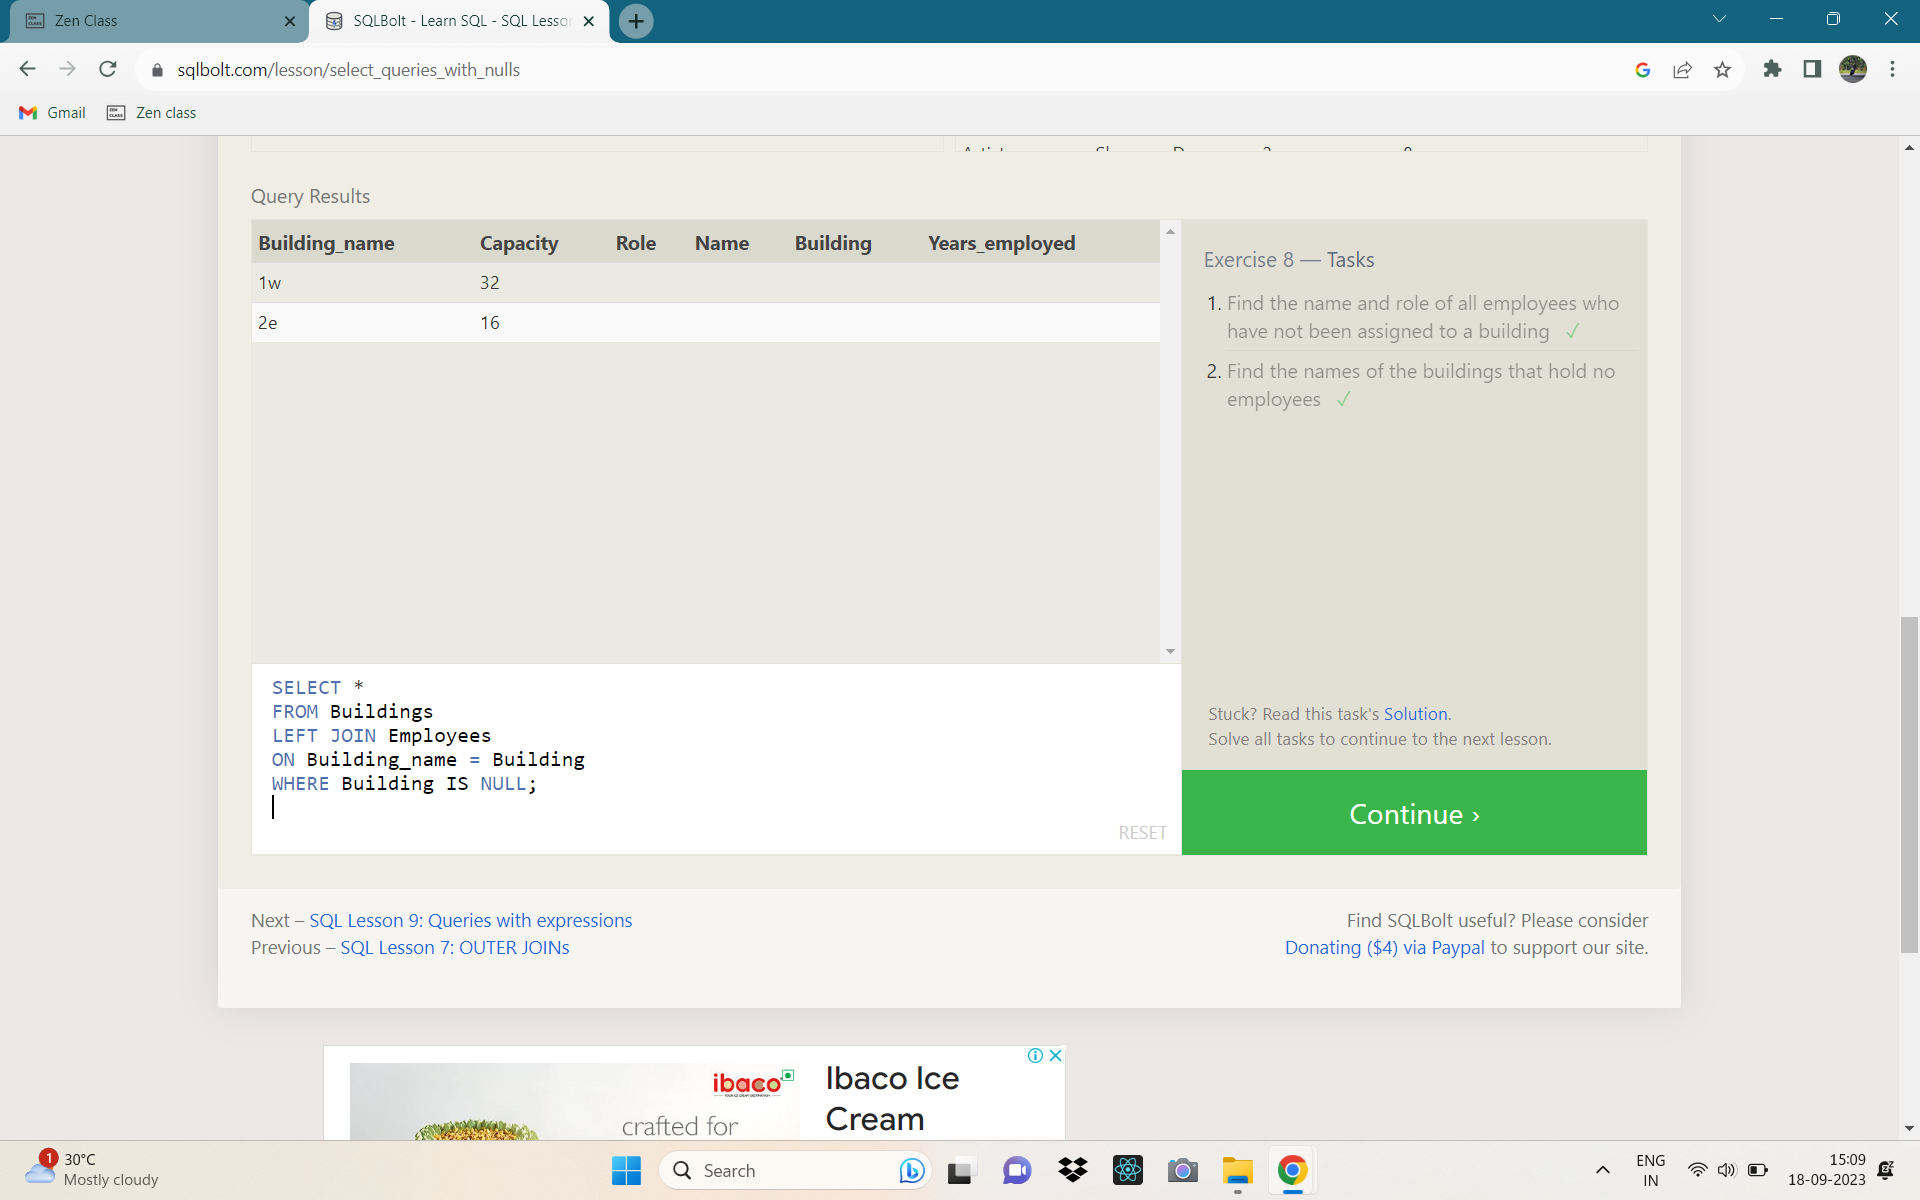 Zen Class
SQLBolt - Learn SQL - SQL Lesson
sqlbolt.com/lesson/select_queries_with_nulls
Gmail
Zen class
Query Results
Building_name Capacity Role Name Building Years_employed
1w 32
2e 16
Exercise 8 — Tasks
1. Find the name and role of all employees who
have not been assigned to a building ✓
2. Find the names of the buildings that hold no
employees ✓
SELECT *
FROM Buildings
LEFT JOIN Employees
ON Building_name = Building
WHERE Building IS NULL;
RESET
Stuck? Read this task's Solution.
Solve all tasks to continue to the next lesson.
Continue ›
Next – SQL Lesson 9: Queries with expressions
Previous – SQL Lesson 7: OUTER JOINs
Find SQLBolt useful? Please consider
Donating ($4) via Paypal to support our site.
ibaco
crafted for
Ibaco Ice
Cream
1
30°C
Mostly cloudy
Search
ENG
IN
15:09
18-09-2023